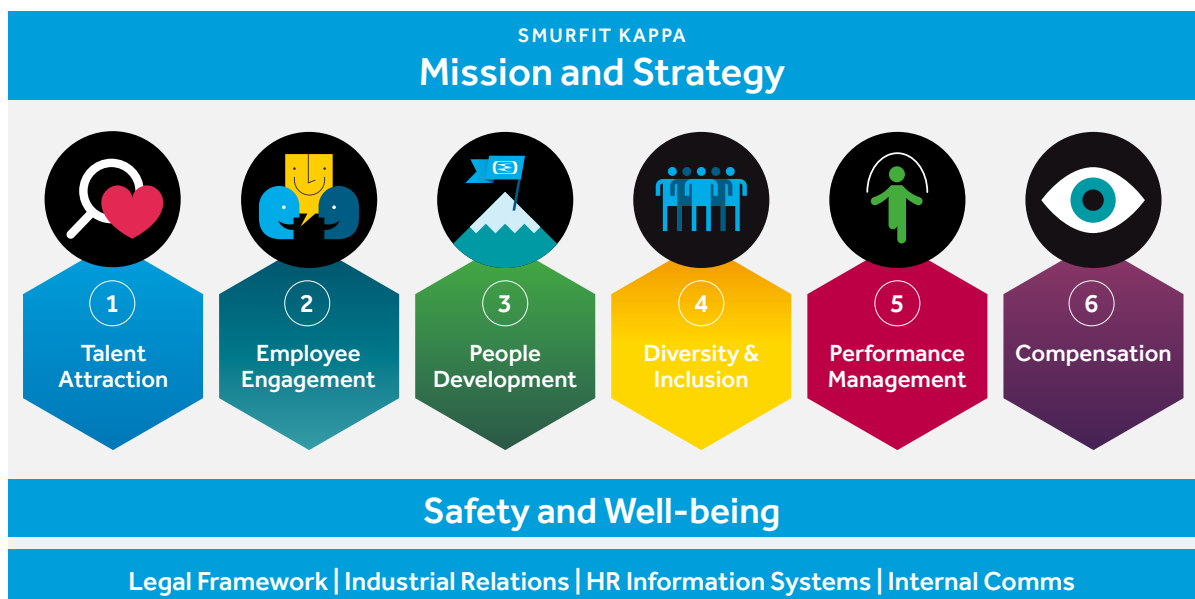 SMURFIT KAPPA
Mission and Strategy
1
Talent
Attraction
2
Employee
Engagement
3
People
Development
4
Diversity &
Inclusion
5
Performance
Management
6
Compensation
Safety and Well-being
Legal Framework | Industrial Relations | HR Information Systems | Internal Comms